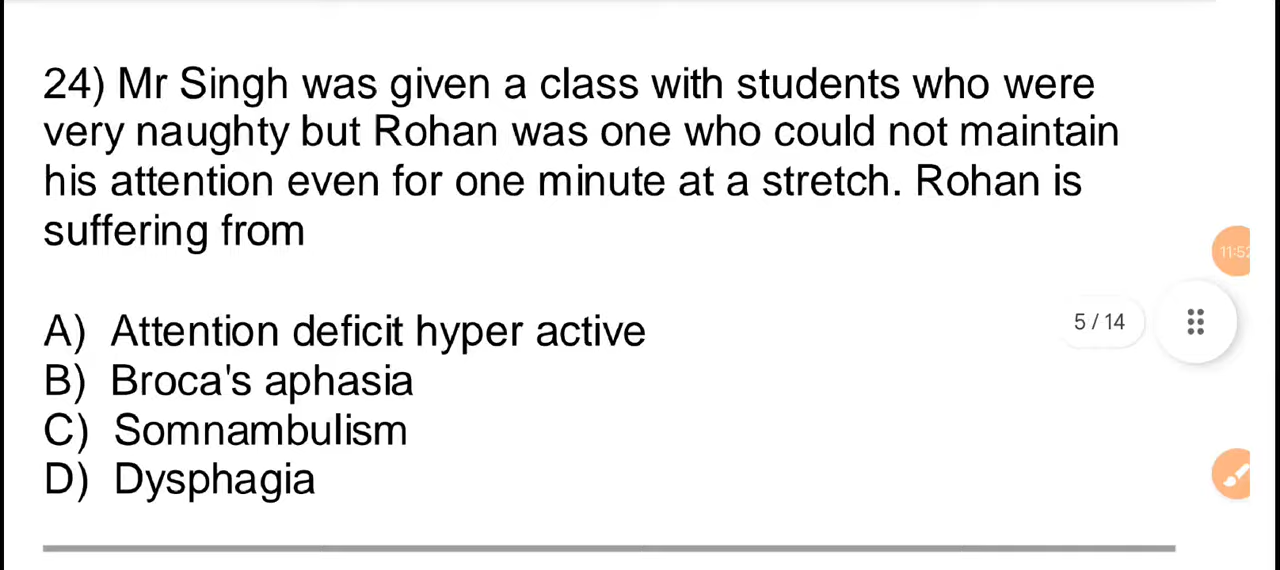 24) Mr Singh was given a class with students who were
very naughty but Rohan was one who could not maintain
his attention even for one minute at a stretch. Rohan is
suffering from
11:52
A) Attention deficit hyper active
5 / 14
B) Broca's aphasia
C) Somnambulism
D) Dysphagia